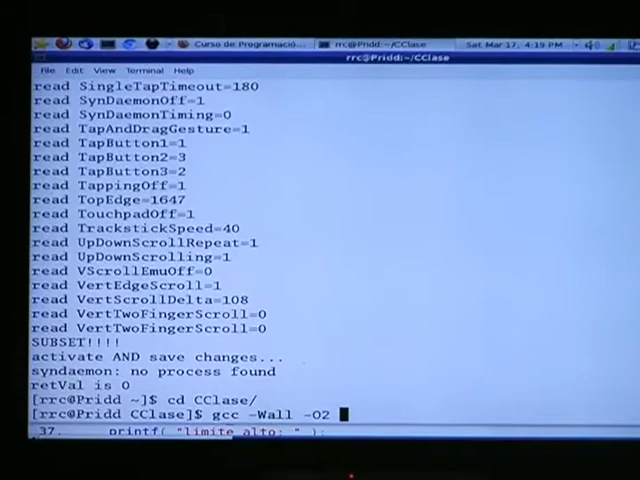 Curso de Programació... rrc@Pridd:~/CClase Sat Mar 17, 4:19 PM
rrc@Pridd:~/CClase
File Edit View Terminal Help
read SingleTapTimeout=180
read SynDaemonOff=1
read SynDaemonTiming=0
read TapAndDragGesture=1
read TapButton1=1
read TapButton2=3
read TapButton3=2
read TappingOff=1
read TopEdge=1647
read TouchpadOff=1
read TrackstickSpeed=40
read UpDownScrollRepeat=1
read UpDownScrolling=1
read VScrollEmuOff=0
read VertEdgeScroll=1
read VertScrollDelta=108
read VertTwoFingerScroll=0
read VertTwoFingerScroll=0
SUBSET!!!!
activate AND save changes...
syndaemon: no process found
retVal is 0
[rrc@Pridd ~]$ cd CClase/
[rrc@Pridd CClase]$ gcc -Wall -O2
37. printf( "limite alto: " );